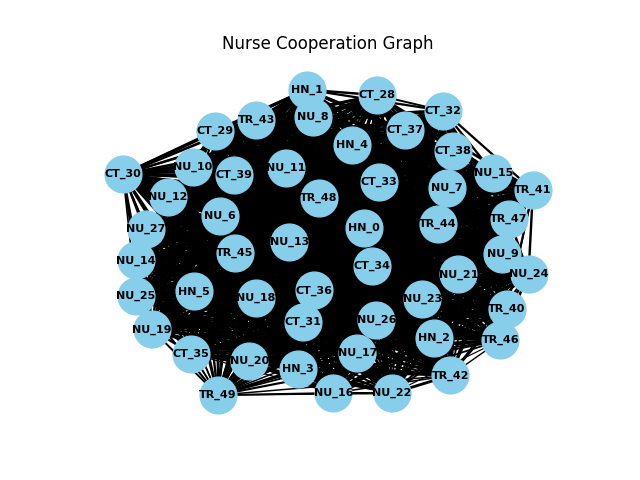 Nurse Cooperation Graph
HN_1
CT_28
CT_32
TR_43
NU_8
CT_29
CT_37
HN_4
CT_38
NU_10
NU_11
CT_30
CT_39
NU_15
CT_33
NU_7
TR_41
NU_12
TR_48
NU_6
TR_47
TR_44
NU_27
HN_0
NU_13
TR_45
NU_9
NU_14
CT_34
NU_21
NU_24
HN_5
CT_36
NU_25
NU_18
NU_23
TR_40
CT_31
NU_26
NU_19
HN_2
TR_46
CT_35
NU_17
NU_20
HN_3
TR_42
TR_49
NU_16
NU_22